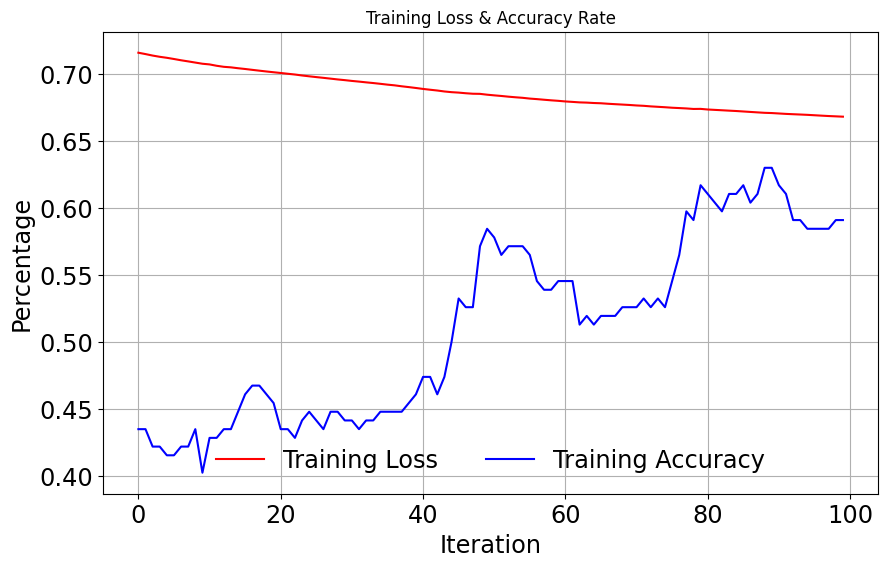 Training Loss & Accuracy Rate
Percentage
0.70
0.65
0.60
0.55
0.50
0.45
0.40
Training Loss
Training Accuracy
0 20 40 60 80 100
Iteration